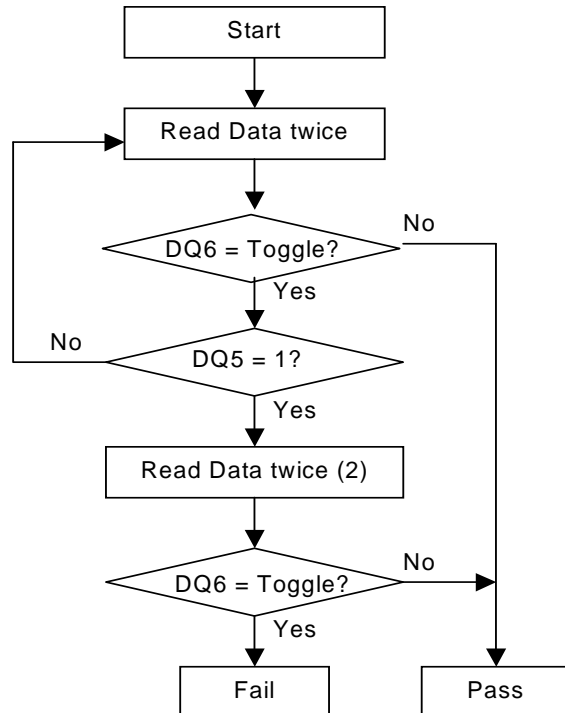 Start
Read Data twice
DQ6 = Toggle?
No
Yes
No
DQ5 = 1?
Yes
Read Data twice (2)
DQ6 = Toggle?
No
Yes
Fail
Pass